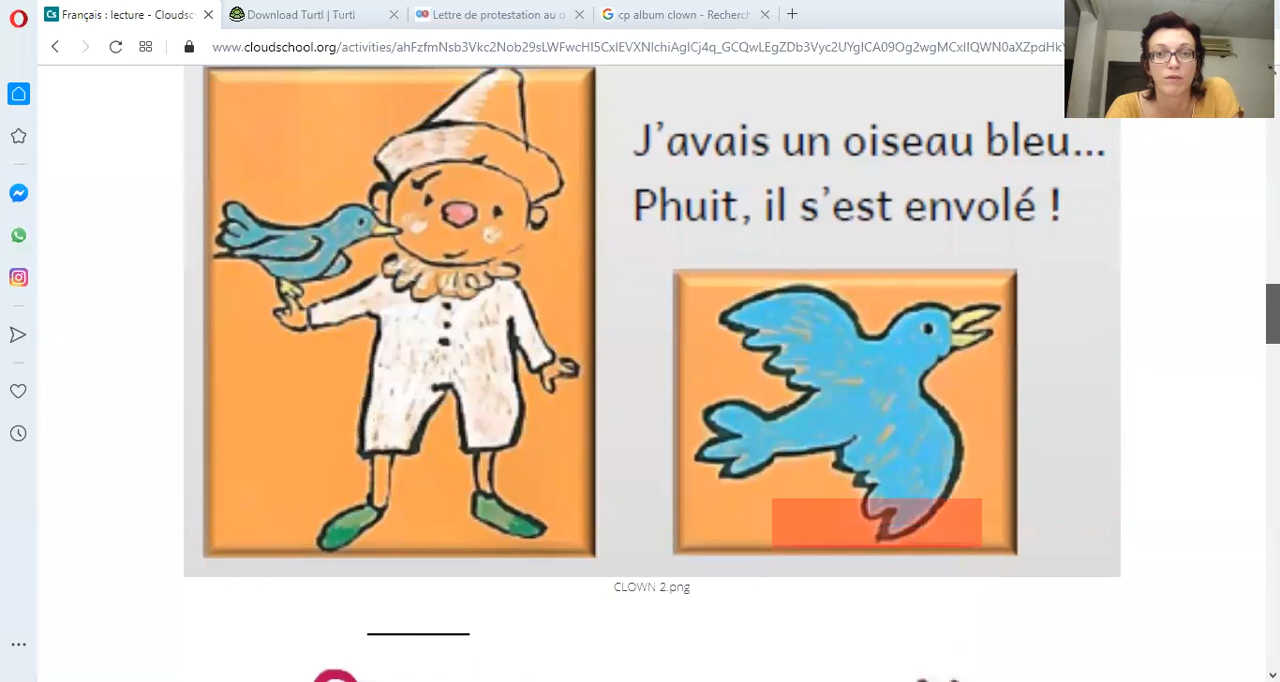 Français : lecture - Cloudsc
Download Turtl | Turtl
Lettre de protestation au
cp album clown - Recherch
www.cloudschool.org/activities/
J'avais un oiseau bleu...
Phuit, il s'est envolé !
CLOWN 2.png